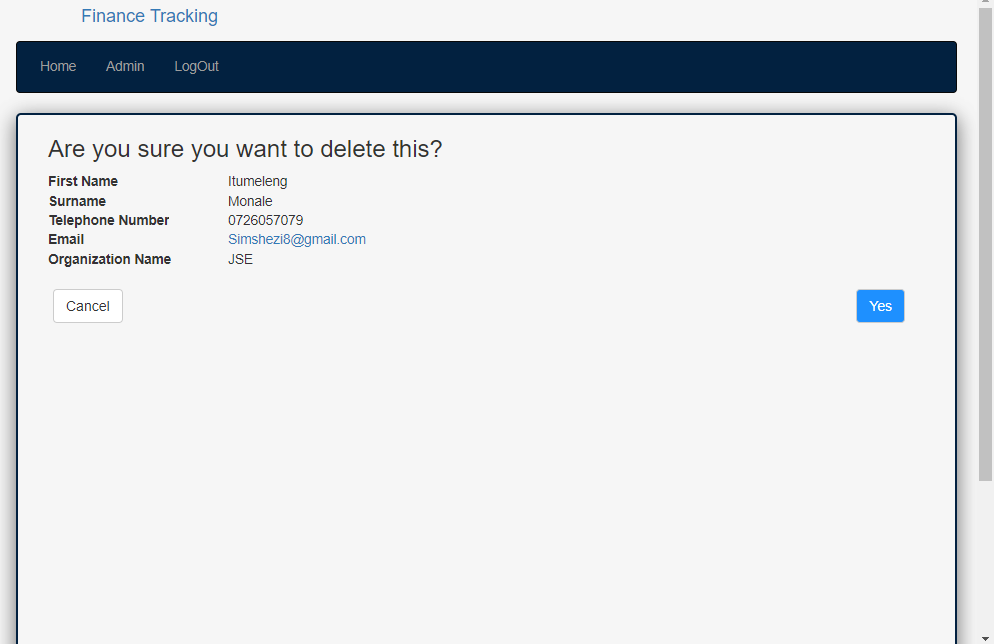 Finance Tracking
Home Admin LogOut
Are you sure you want to delete this?
First Name Itumeleng
Surname Monale
Telephone Number 0726057079
Email Simshezi8@gmail.com
Organization Name JSE
Cancel Yes